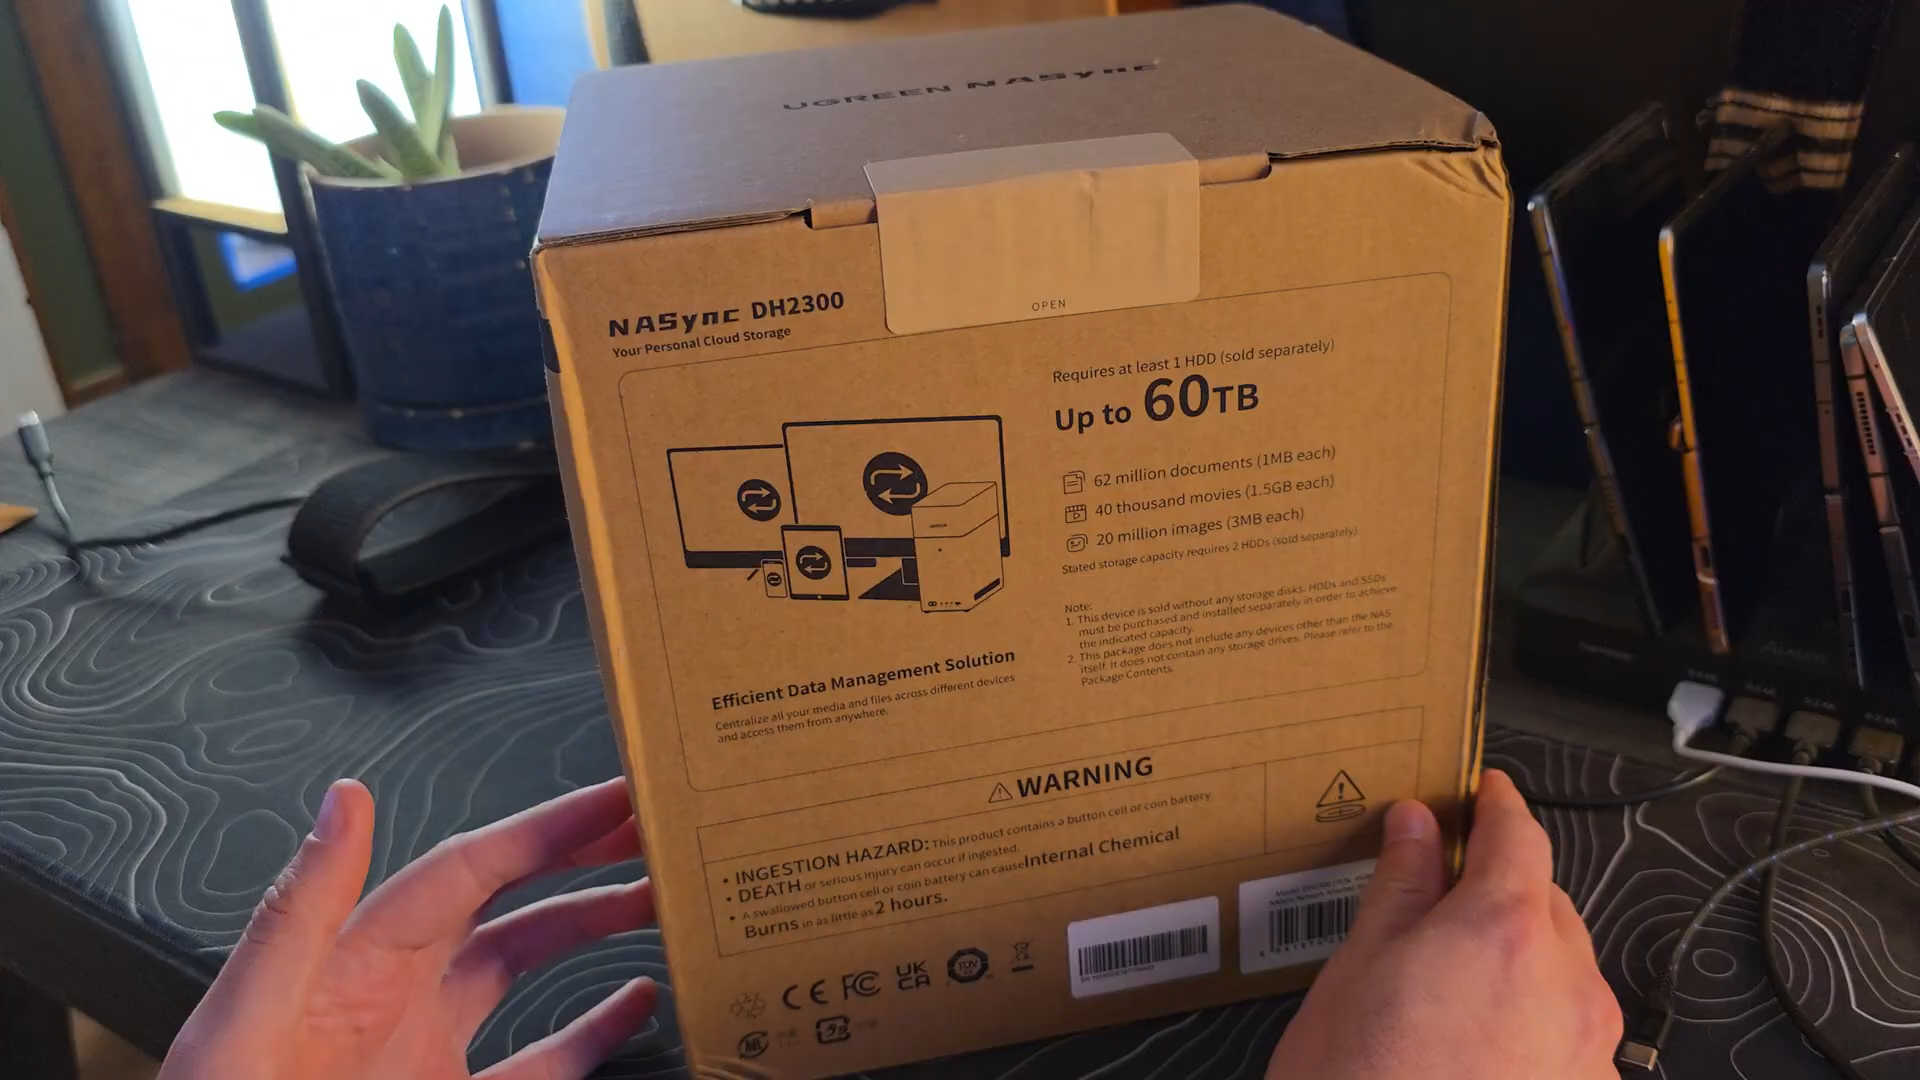 UGREEN NASync
OPEN
NASync DH2300
Your Personal Cloud Storage
Requires at least 1 HDD (sold separately)
Up to 60TB
62 million documents (1MB each)
40 thousand movies (1.5GB each)
20 million images (3MB each)
Stated storage capacity requires 2 HDDs (sold separately)
Note:
1. This device is sold without any storage disks. HDDs and SSDs
must be purchased and installed separately in order to achieve
the indicated capacity.
2. This package does not include any devices other than the NAS
itself. It does not contain any storage drives. Please refer to the
Package Contents.
Efficient Data Management Solution
Centralize all your media and files across different devices
and access them from anywhere.
WARNING
• INGESTION HAZARD: This product contains a button cell or coin battery
• DEATH or serious injury can occur if ingested.
• A swallowed button cell or coin battery can cause Internal Chemical
Burns in as little as 2 hours.
CE FC UK
CA
TÜV